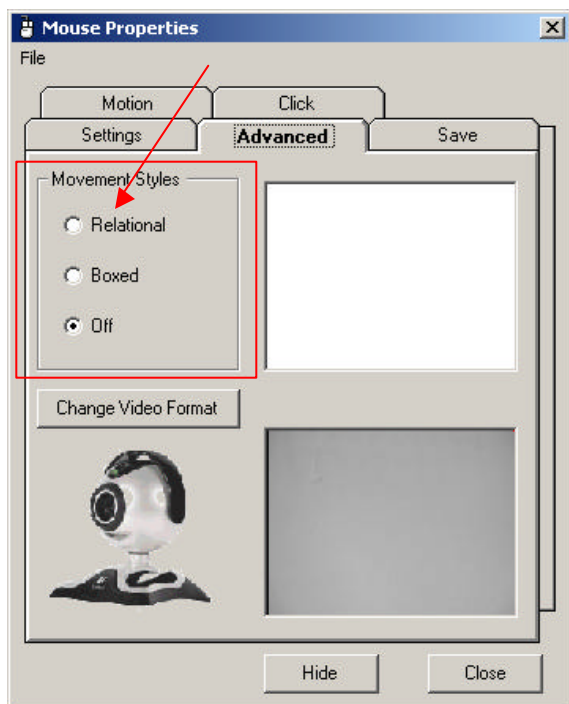 Mouse Properties
File
Motion Click
Settings Advanced Save
Movement Styles
Relational
Boxed
Off
Change Video Format
Hide Close